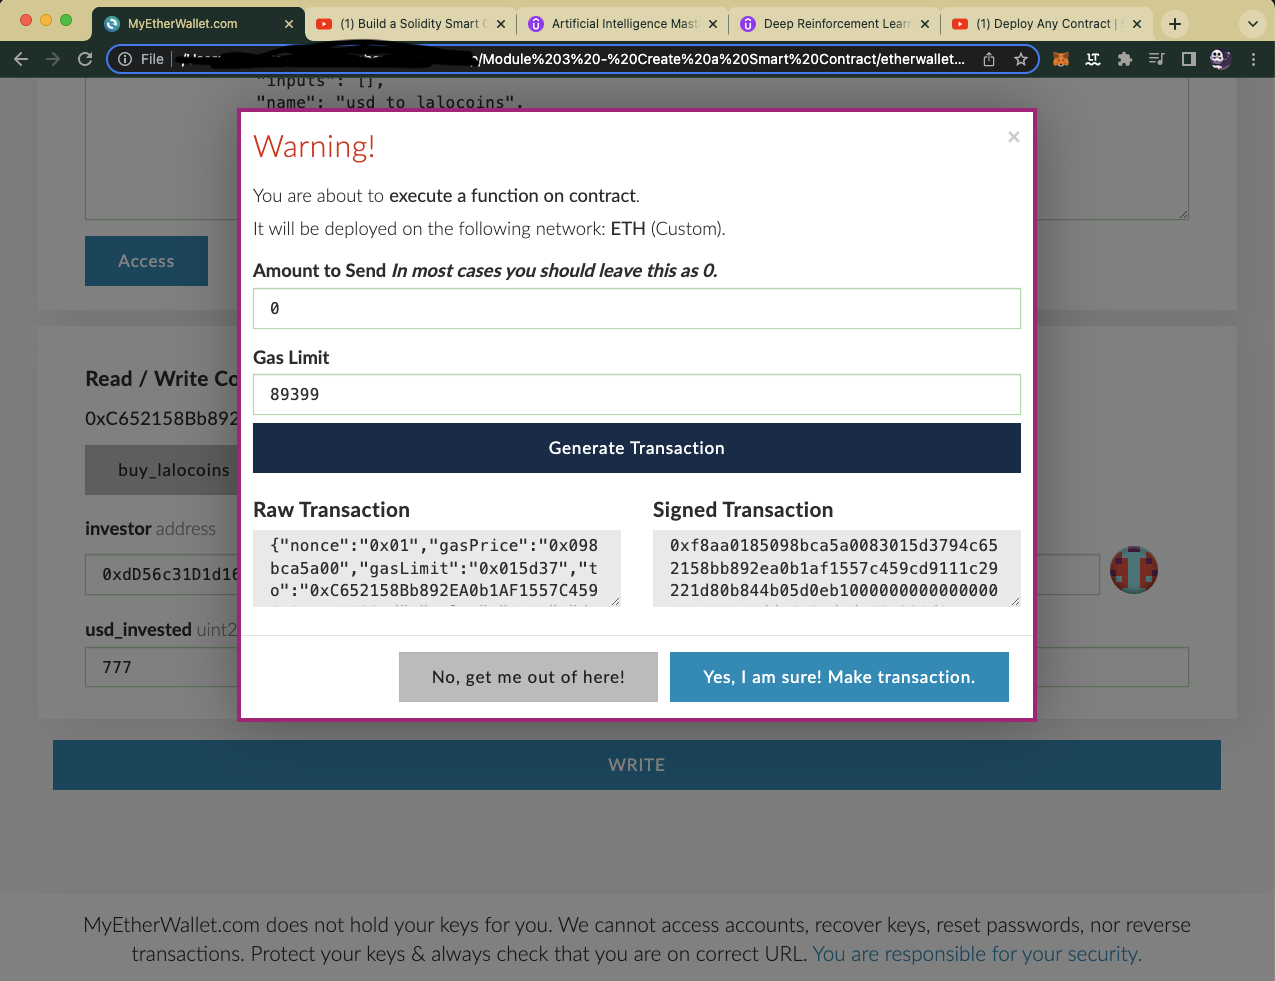 MyEtherWallet.com
(1) Build a Solidity Smart C
Artificial Intelligence Mast
Deep Reinforcement Learn
(1) Deploy Any Contract |
File
/Module%203%20-%20Create%20a%20Smart%20Contract/etherwallet...
"inputs": [],
"name": "usd_to_lalocoins",
Warning!
×
You are about to execute a function on contract.
It will be deployed on the following network: ETH (Custom).
Access
Amount to Send In most cases you should leave this as 0.
0
Gas Limit
Read / Write Co
89399
0xC652158Bb892
Generate Transaction
buy_lalocoins
Raw Transaction
Signed Transaction
investor address
{"nonce":"0x01","gasPrice":"0x098
bca5a00","gasLimit":"0x015d37","t
o":"0xC652158Bb892EA0b1AF1557C459
0xf8aa0185098bca5a0083015d3794c65
2158bb892ea0b1af1557c459cd9111c29
221d80b844b05d0eb1000000000000000
0xdD56c31D1d16
usd_invested uint2
777
No, get me out of here!
Yes, I am sure! Make transaction.
WRITE
MyEtherWallet.com does not hold your keys for you. We cannot access accounts, recover keys, reset passwords, nor reverse
transactions. Protect your keys & always check that you are on correct URL. You are responsible for your security.